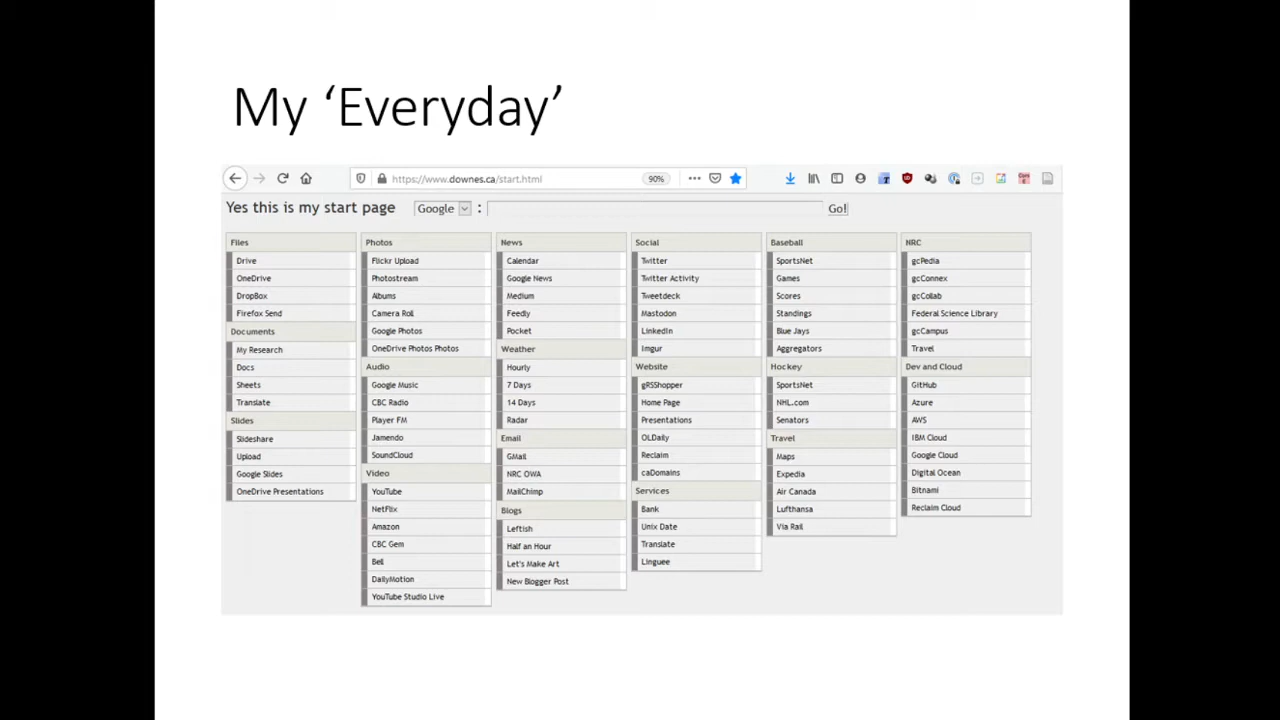 My ‘Everyday’
https://www.downes.ca/start.html
90%
Yes this is my start page
Google
:
Go!
Files
Drive
OneDrive
DropBox
Firefox Send
Documents
My Research
Docs
Sheets
Translate
Slides
Slideshare
Upload
Google Slides
OneDrive Presentations
Photos
Flickr Upload
Photostream
Albums
Camera Roll
Google Photos
OneDrive Photos Photos
Audio
Google Music
CBC Radio
Player FM
Jamendo
SoundCloud
Video
YouTube
NetFlix
Amazon
CBC Gem
Bell
DailyMotion
YouTube Studio Live
News
Calendar
Google News
Medium
Feedly
Pocket
Weather
Hourly
7 Days
14 Days
Radar
Email
GMail
NRC OWA
MailChimp
Blogs
Leftish
Half an Hour
Let's Make Art
New Blogger Post
Social
Twitter
Twitter Activity
Tweetdeck
Mastodon
LinkedIn
Imgur
Website
gRSShopper
Home Page
Presentations
OLDaily
Reclaim
caDomains
Services
Bank
Unix Date
Translate
Linguee
Baseball
SportsNet
Games
Scores
Standings
Blue Jays
Aggregators
Hockey
SportsNet
NHL.com
Senators
Travel
Maps
Expedia
Air Canada
Lufthansa
Via Rail
NRC
gcPedia
gcConnex
gcCollab
Federal Science Library
gcCampus
Travel
Dev and Cloud
GitHub
Azure
AWS
IBM Cloud
Google Cloud
Digital Ocean
Bitnami
Reclaim Cloud